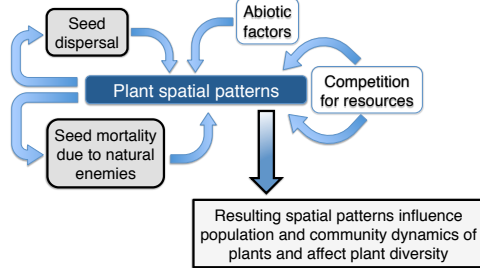 Seed
dispersal
Abiotic
factors
Plant spatial patterns
Competition
for resources
Seed mortality
due to natural
enemies
Resulting spatial patterns influence
population and community dynamics of
plants and affect plant diversity